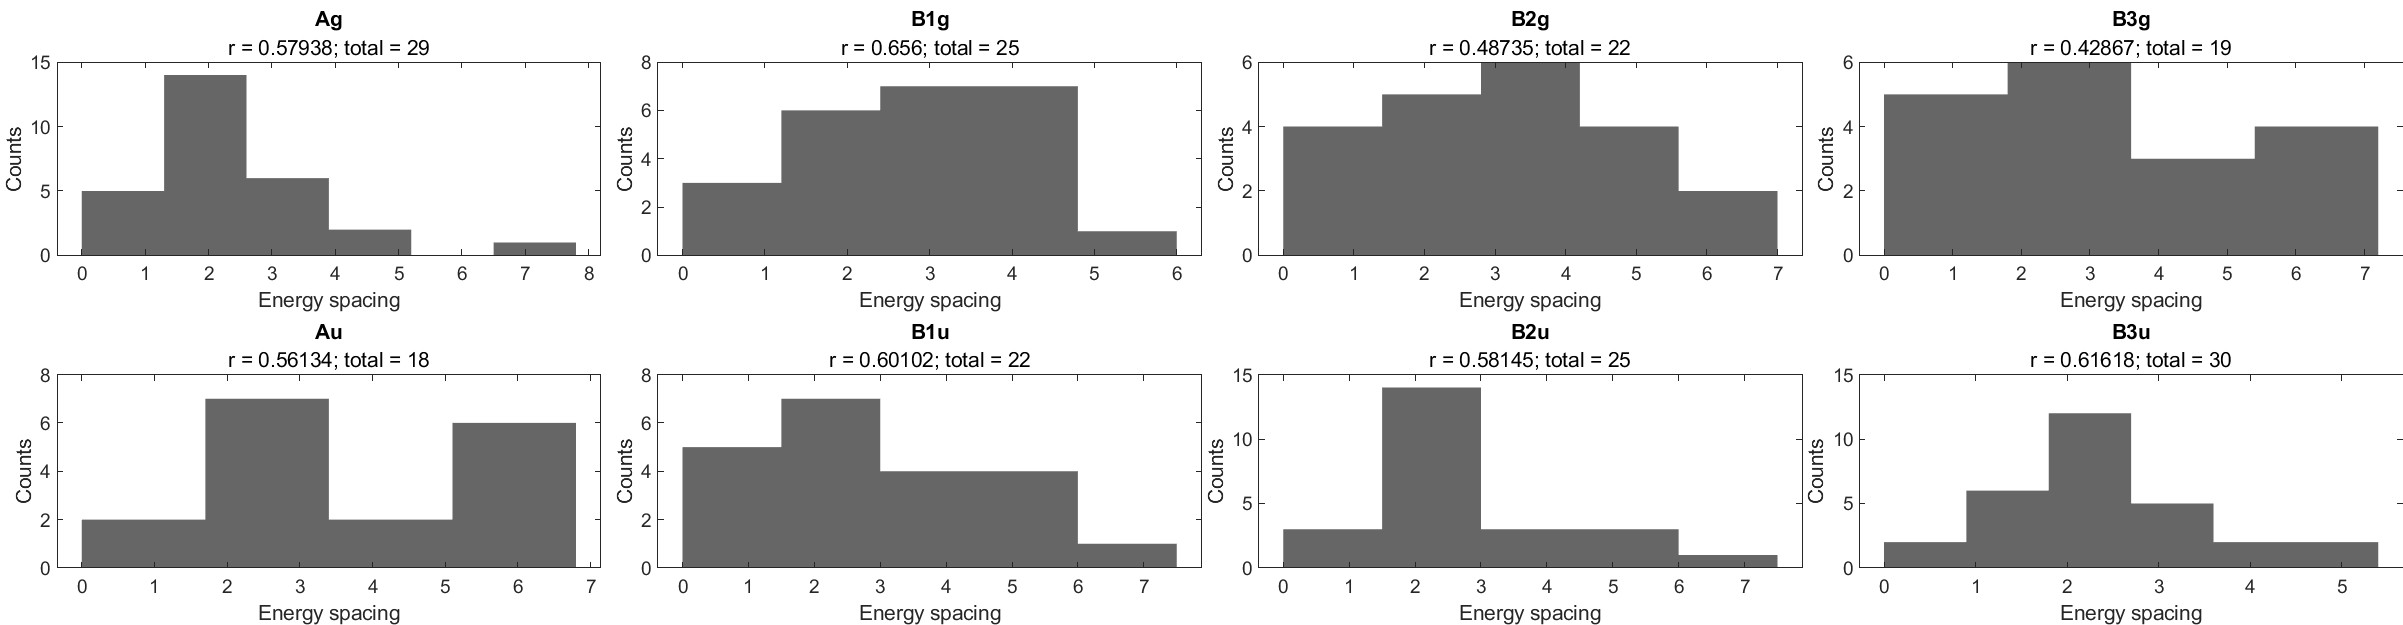 Ag
r = 0.57938; total = 29
15
10
5
0
Counts
0 1 2 3 4 5 6 7 8
Energy spacing
B1g
r = 0.656; total = 25
8
6
4
2
0
Counts
0 1 2 3 4 5 6
Energy spacing
B2g
r = 0.48735; total = 22
6
4
2
0
Counts
0 1 2 3 4 5 6 7
Energy spacing
B3g
r = 0.42867; total = 19
6
4
2
0
Counts
0 1 2 3 4 5 6 7
Energy spacing
Au
r = 0.56134; total = 18
8
6
4
2
0
Counts
0 1 2 3 4 5 6 7
Energy spacing
B1u
r = 0.60102; total = 22
8
6
4
2
0
Counts
0 1 2 3 4 5 6 7
Energy spacing
B2u
r = 0.58145; total = 25
15
10
5
0
Counts
0 1 2 3 4 5 6 7
Energy spacing
B3u
r = 0.61618; total = 30
15
10
5
0
Counts
0 1 2 3 4 5
Energy spacing